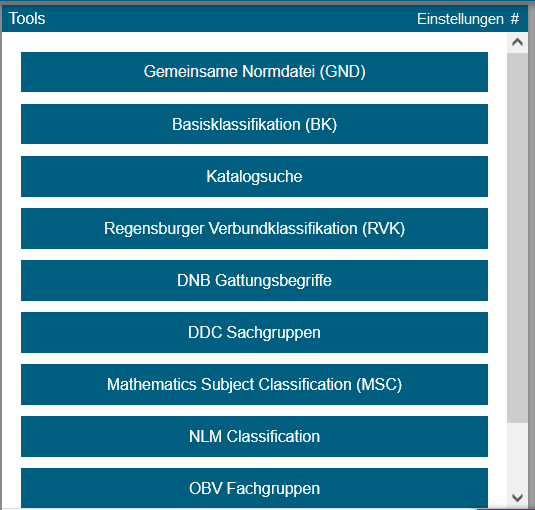 Tools Einstellungen #
Gemeinsame Normdatei (GND)
Basisklassifikation (BK)
Katalogsuche
Regensburger Verbundklassifikation (RVK)
DNB Gattungsbegriffe
DDC Sachgruppen
Mathematics Subject Classification (MSC)
NLM Classification
OBV Fachgruppen